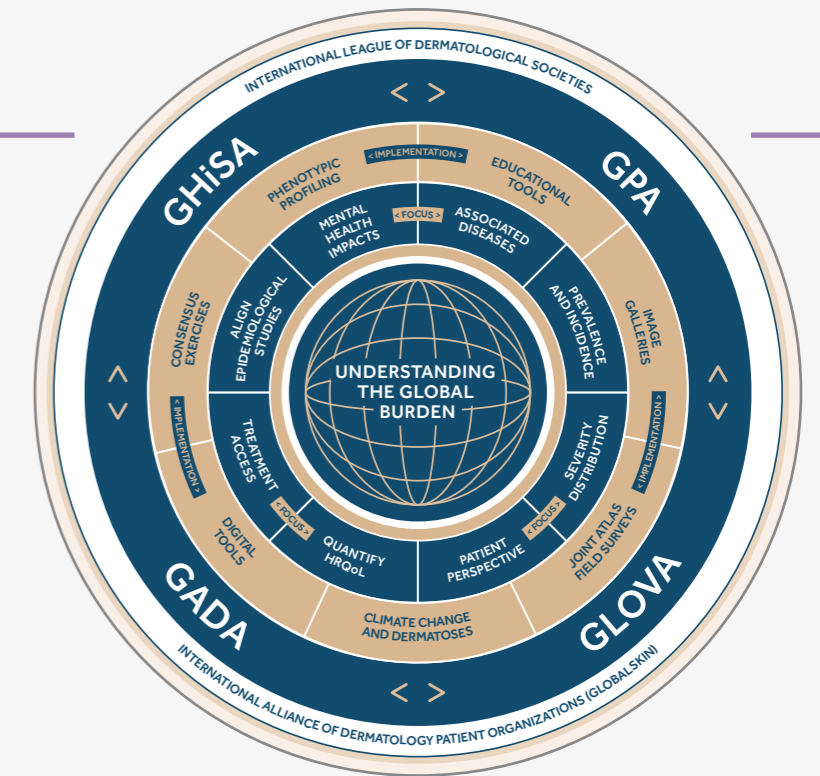 INTERNATIONAL LEAGUE OF DERMATOLOGICAL SOCIETIES
< >
GHiSA
GPA
< IMPLEMENTATION >
PHENOTYPIC
PROFILING
EDUCATIONAL
TOOLS
< FOCUS >
MENTAL
HEALTH
IMPACTS
ASSOCIATED
DISEASES
CONSENSUS
EXERCISES
ALIGN
EPIDEMIOLOGICAL
STUDIES
PREVALENCE
AND INCIDENCE
IMAGE
GALLERIES
< >
UNDERSTANDING
THE GLOBAL
BURDEN
< >
< IMPLEMENTATION >
TREATMENT
ACCESS
SEVERITY
DISTRIBUTION
< IMPLEMENTATION >
< FOCUS >
< FOCUS >
DIGITAL
TOOLS
QUANTIFY
HRQoL
PATIENT
PERSPECTIVE
JOINT ATLAS
FIELD SURVEYS
GADA
GLOVA
CLIMATE CHANGE
AND DERMATOSES
< >
INTERNATIONAL ALLIANCE OF DERMATOLOGY PATIENT ORGANIZATIONS (GLOBALSKIN)